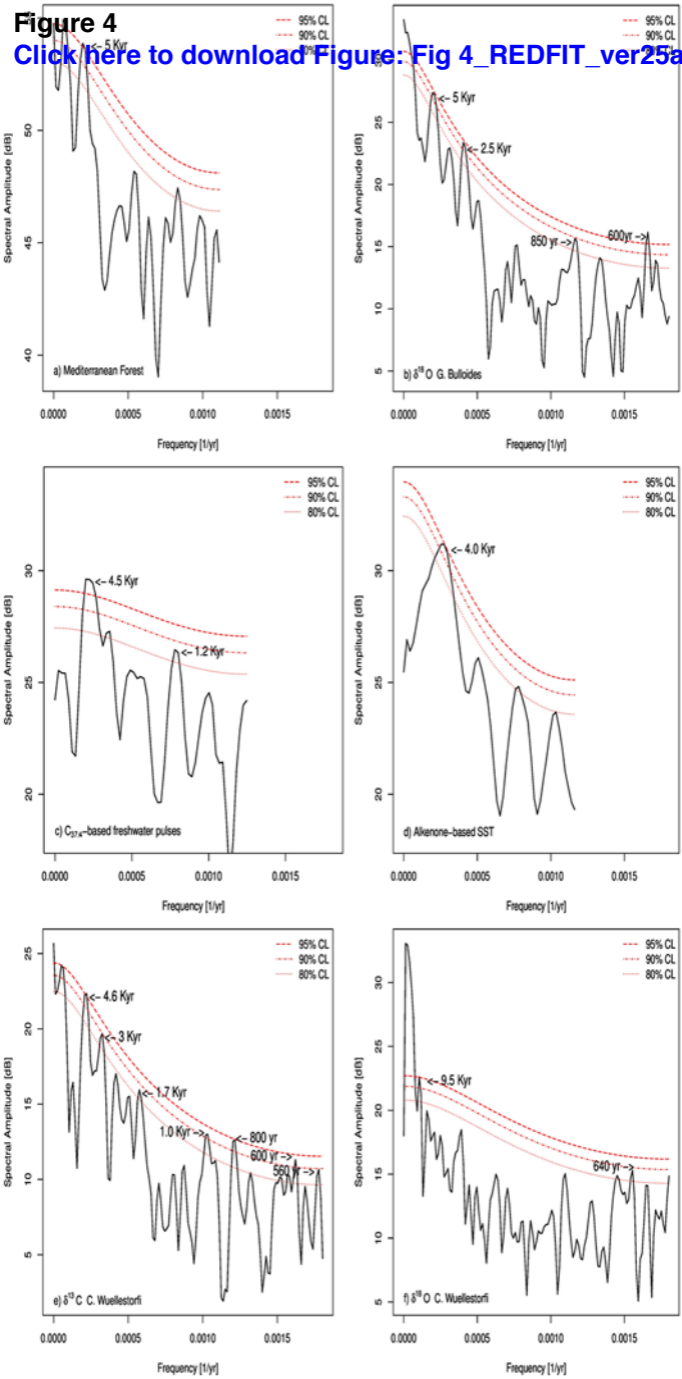 Figure 4
Click here to download Figure: Fig 4_REDFIT_ver25a
95% CL
90% CL
<– 5 Kyr
50
45
40
Spectral Amplitude [dB]
a) Mediterranean Forest
0.0000 0.0005 0.0010 0.0015
Frequency [1/yr]
95% CL
90% CL
<– 5 Kyr
<– 2.5 Kyr
850 yr –>
600yr –>
25
20
15
10
5
Spectral Amplitude [dB]
b) δ¹⁸ O G. Bulloides
0.0000 0.0005 0.0010 0.0015
Frequency [1/yr]
95% CL
90% CL
80% CL
<– 4.5 Kyr
<– 1.2 Kyr
30
25
20
Spectral Amplitude [dB]
c) C₃₇:₄–based freshwater pulses
0.0000 0.0005 0.0010 0.0015
Frequency [1/yr]
95% CL
90% CL
80% CL
<– 4.0 Kyr
30
25
20
Spectral Amplitude [dB]
d) Alkenone–based SST
0.0000 0.0005 0.0010 0.0015
Frequency [1/yr]
95% CL
90% CL
80% CL
<– 4.6 Kyr
<– 3 Kyr
<– 1.7 Kyr
1.0 Kyr –>
<– 800 yr
600 yr –>
560 yr –>
25
20
15
10
5
Spectral Amplitude [dB]
e) δ¹³ C C. Wuellestorfi
0.0000 0.0005 0.0010 0.0015
Frequency [1/yr]
95% CL
90% CL
80% CL
<– 9.5 Kyr
640 yr –>
30
25
20
15
10
5
Spectral Amplitude [dB]
f) δ¹⁸ O C. Wuellestorfi
0.0000 0.0005 0.0010 0.0015
Frequency [1/yr]